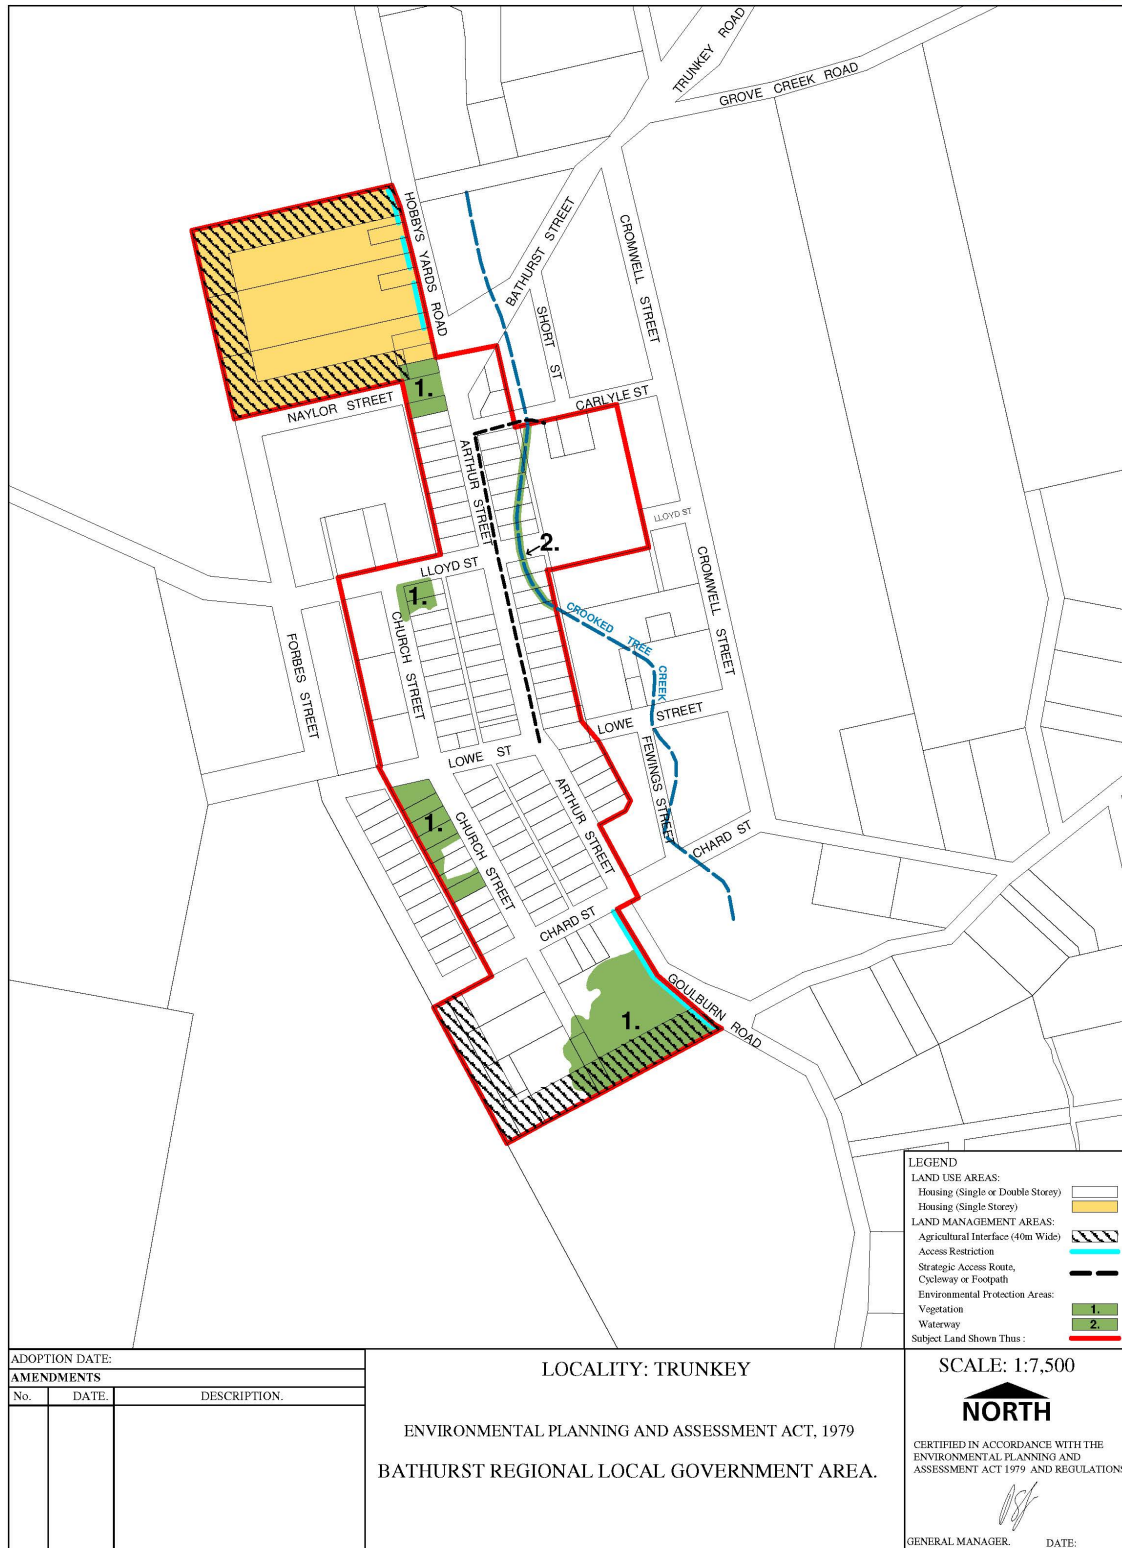 TRUNKEY ROAD
GROVE CREEK ROAD
HOBBYS YARDS ROAD
BATHURST STREET
CROMWELL STREET
SHORT ST
CARLYLE ST
NAYLOR STREET
1.
ARTHUR STREET
LLOYD ST
2.
LLOYD ST
1.
CROOKED TREE CREEK
CROMWELL STREET
CHURCH STREET
FORBES STREET
LOWE STREET
LOWE ST
FEWINGS STREET
ARTHUR STREET
1.
CHURCH STREET
CHARD ST
CHARD ST
GOULBURN ROAD
1.
LEGEND
LAND USE AREAS:
Housing (Single or Double Storey)
Housing (Single Storey)
LAND MANAGEMENT AREAS:
Agricultural Interface (40m Wide)
Access Restriction
Strategic Access Route,
Cycleway or Footpath
Environmental Protection Areas:
Vegetation 1.
Waterway 2.
Subject Land Shown Thus :
ADOPTION DATE:
AMENDMENTS
No. DATE. DESCRIPTION.
LOCALITY: TRUNKEY
ENVIRONMENTAL PLANNING AND ASSESSMENT ACT, 1979
BATHURST REGIONAL LOCAL GOVERNMENT AREA.
SCALE: 1:7,500
NORTH
CERTIFIED IN ACCORDANCE WITH THE
ENVIRONMENTAL PLANNING AND
ASSESSMENT ACT 1979 AND REGULATIONS
GENERAL MANAGER. DATE: